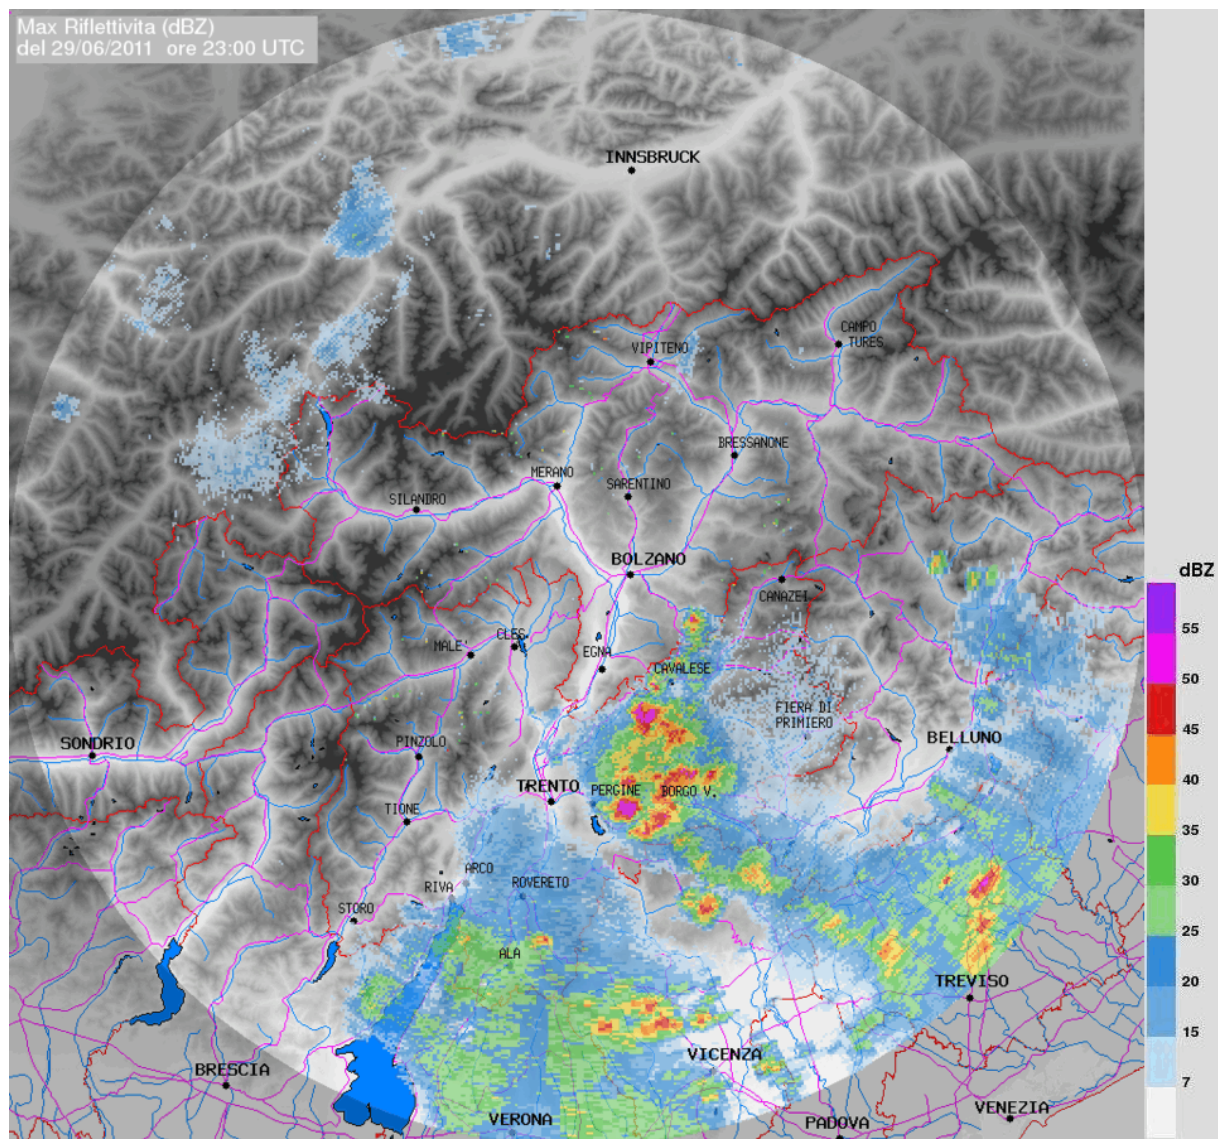 Max Riflettivita (dBZ)
del 29/06/2011 ore 23:00 UTC
INNSBRUCK
CAMPO
TURES
VIPITENO
BRESSANONE
MERANO
SARENTINO
SILANDRO
BOLZANO
dBZ
CANAZEI
55
CLES
MALE'
EGNA
CAVALESE
50
FIERA DI
PRIMIERO
45
SONDRIO
PINZOLO
BELLUNO
40
TRENTO
PERGINE
BORGO V.
TIONE
35
ARCO
RIVA
ROVERETO
30
STORO
25
ALA
20
TREVISO
15
VICENZA
BRESCIA
7
VERONA
VENEZIA
PADOVA